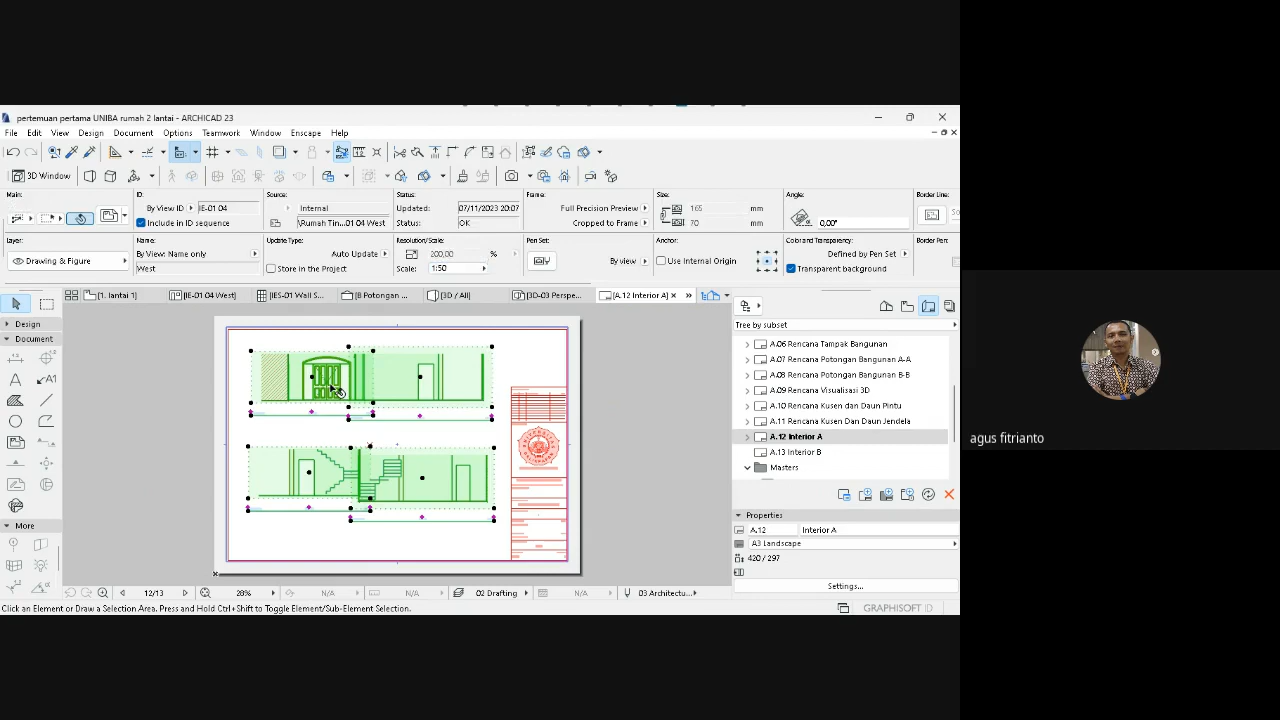 pertemuan pertama UNIBA rumah 2 lantai - ARCHICAD 23
File Edit View Design Document Options Teamwork Window Enscape Help
3D Window
Main: ID: Source: Status: Frame: Size: Angle: Border Line:
By View ID IE-01 04 Internal Updated: 07/11/2023 20:07 Full Precision Preview 165 mm
Include in ID sequence \Rumah Tin...01 04 West Status: OK Cropped to Frame 70 mm 0,00°
Layer: Name: Update Type: Resolution/Scale: Pen Set: Anchor: Color and Transparency: Border Pen:
Drawing & Figure By View: Name only Auto Update 200,00 % By view Use Internal Origin Defined by Pen Set
West Store in the Project Scale: 1:50 Transparent background
[1. lantai 1] [IE-01 04 West] [IES-01 Wall S... [B Potongan ... [3D / All] [3D-03 Perspe... [A.12 Interior A]
Design
Document
More
Tree by subset
A.06 Rencana Tampak Bangunan
A.07 Rencana Potongan Bangunan A-A
A.08 Rencana Potongan Bangunan B-B
A.09 Rencana Visualisasi 3D
A.10 Rencana Kusen dan Daun Pintu
A.11 Rencana Kusen Dan Daun Jendela
A.12 Interior A
A.13 Interior B
Masters
Properties
A.12 Interior A
A3 Landscape
420 / 297
Settings...
12/13 28% N/A N/A 02 Drafting N/A 03 Architectu...
Click an Element or Draw a Selection Area. Press and Hold Ctrl+Shift to Toggle Element/Sub-Element Selection.
GRAPHISOFT ID
agus fitrianto